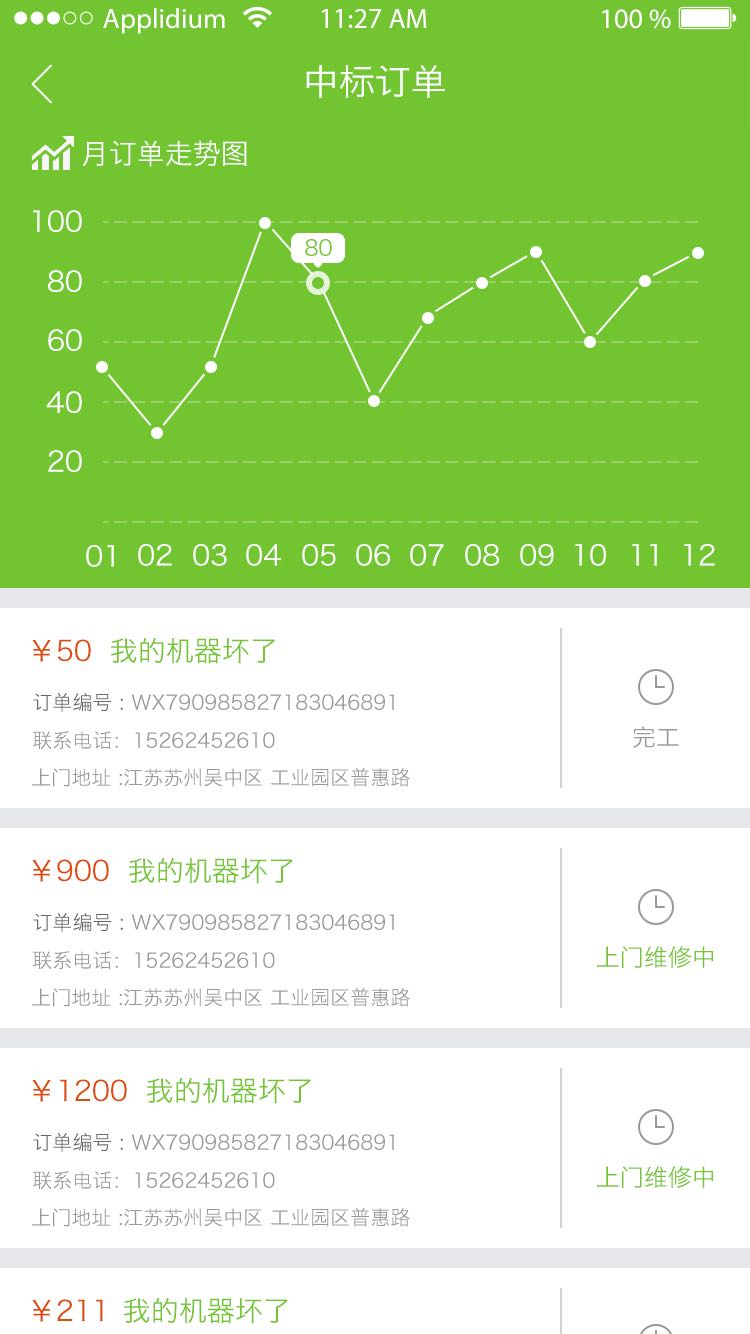 Applidium 11:27 AM 100 %
中标订单
月订单走势图
100
80
80
60
40
20
01 02 03 04 05 06 07 08 09 10 11 12
￥50 我的机器坏了
订单编号 : WX790985827183046891
联系电话: 15262452610
上门地址 :江苏苏州吴中区 工业园区普惠路
完工
￥900 我的机器坏了
订单编号 : WX790985827183046891
联系电话: 15262452610
上门地址 :江苏苏州吴中区 工业园区普惠路
上门维修中
￥1200 我的机器坏了
订单编号 : WX790985827183046891
联系电话: 15262452610
上门地址 :江苏苏州吴中区 工业园区普惠路
上门维修中
￥211 我的机器坏了